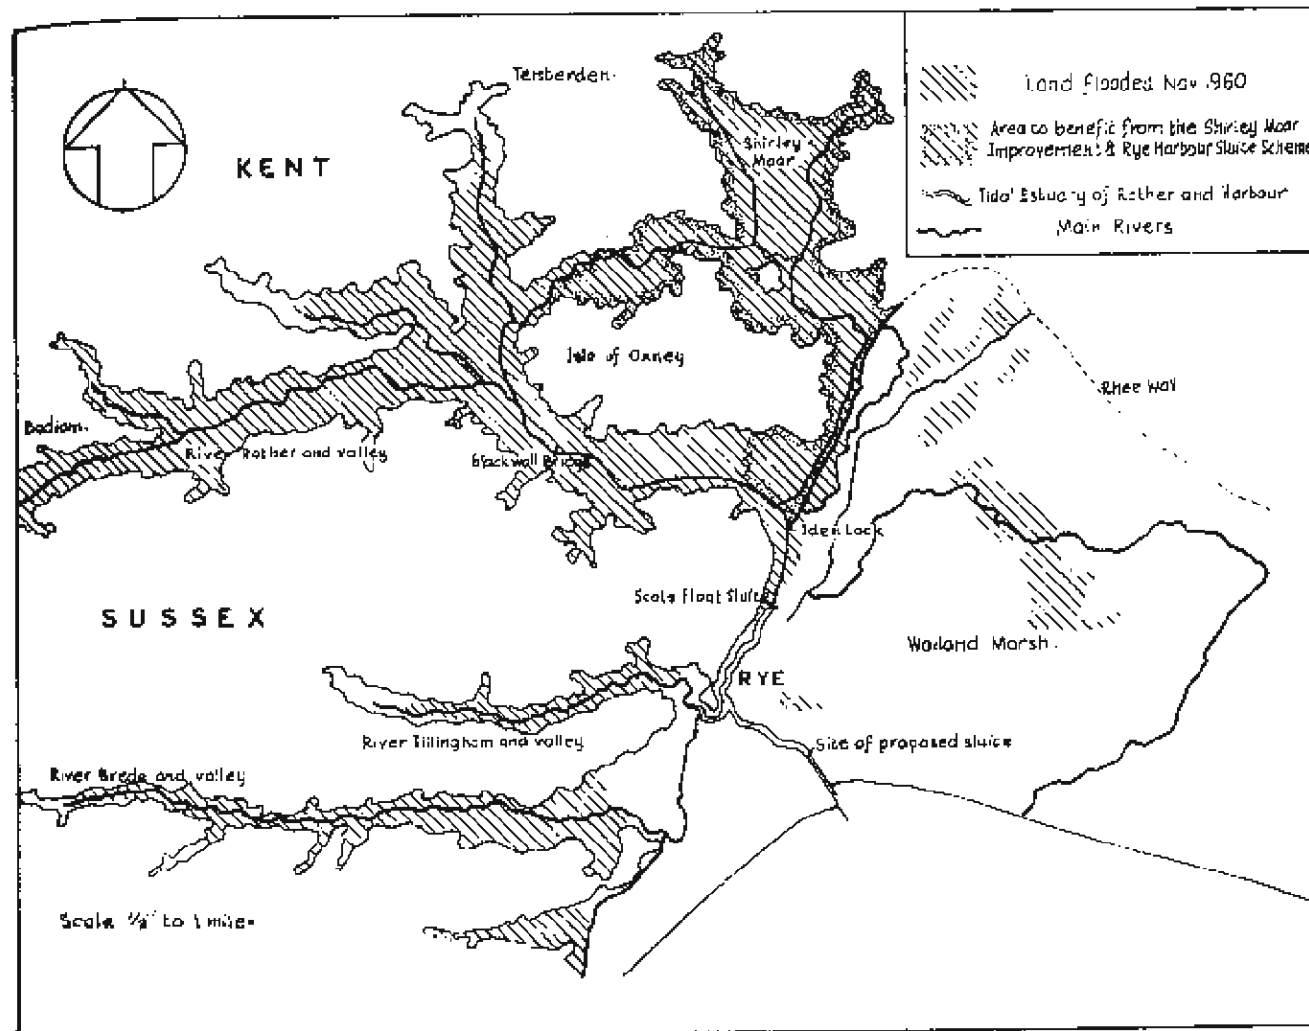 Land flooded Nov 1960
Area to benefit from the Shirley Moor
Improvement & Rye Harbour Sluice Scheme
Tidal Estuary of Rother and Harbour
Main Rivers
Tenterden.
KENT
Shirley
Moor
Isle of Oxney
Rhee Wall
Bodiam.
River Rother and Valley
Blackwall Bridge
Iden Lock
Scots Float Sluice
SUSSEX
Walland Marsh.
RYE
River Tillingham and valley
Site of proposed sluice
River Brede and valley
Scale ½" to 1 mile.